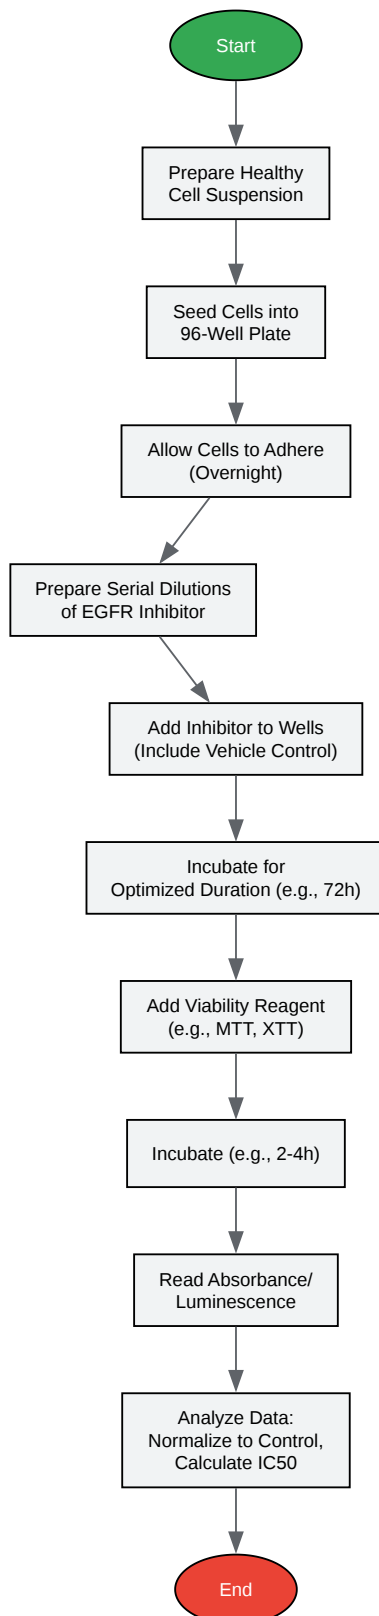 Start
Prepare Healthy
Cell Suspension
Seed Cells into
96-Well Plate
Allow Cells to Adhere
(Overnight)
Prepare Serial Dilutions
of EGFR Inhibitor
Add Inhibitor to Wells
(Include Vehicle Control)
Incubate for
Optimized Duration (e.g., 72h)
Add Viability Reagent
(e.g., MTT, XTT)
Incubate (e.g., 2-4h)
Read Absorbance/
Luminescence
Analyze Data:
Normalize to Control,
Calculate IC50
End